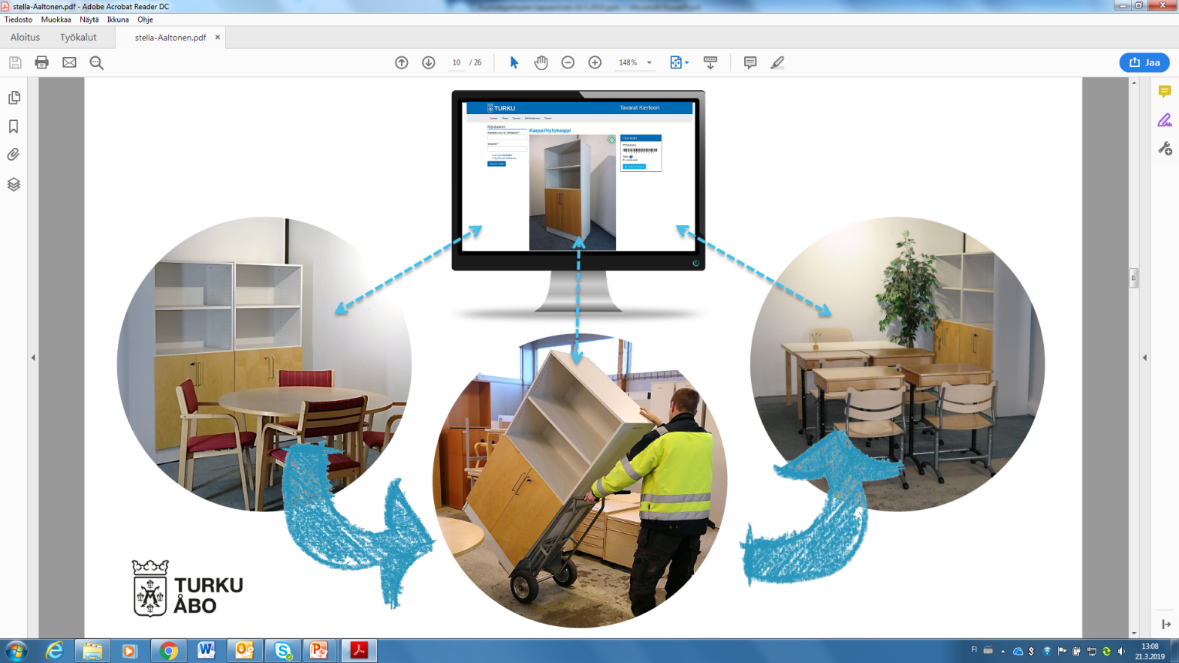 stella-Aaltonen.pdf - Adobe Acrobat Reader DC
Tiedosto Muokkaa Näytä Ikkuna Ohje
Aloitus Työkalut stella-Aaltonen.pdf ×
10 / 26 148% Jaa
TURKU Tavarat Kiertoon
Kaappi/Hyllykaappi
TURKU
ÅBO
FI
13:08
21.3.2019